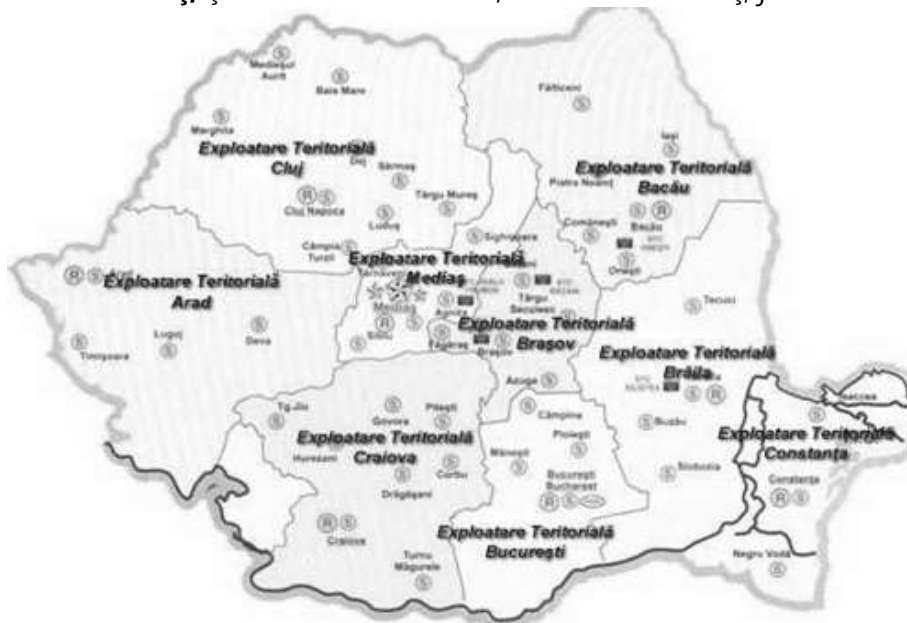 Medieşul
Aurit
Baia Mare
Fălticeni
Marghita
Iaşi
Exploatare Teritorială
Cluj
Dej
Sărmaş
Exploatare Teritorială
Bacău
Piatra Neamţ
Cluj Napoca
Târgu Mureş
Luduş
Comăneşti
Bacău
Sighişoara
Câmpia
Turzii
Oneşti
Exploatare Teritorială
Mediaş
Exploatare Teritorială
Arad
Târgu
Secuiesc
Tecuci
Mediaş
Agnita
Sibiu
Făgăraş
Exploatare Teritorială
Braşov
Braşov
Timişoara
Lugoj
Deva
Exploatare Teritorială
Brăila
Azuga
Tg.Jiu
Govora
Piteşti
Câmpina
Buzău
Isaccea
Exploatare Teritorială
Craiova
Hurezani
Corbu
Drăgăşani
Ploieşti
Măneşti
Bucureşti
Bucharest
Slobozia
Exploatare Teritorială
Constanţa
Constanţa
Craiova
Exploatare Teritorială
Bucureşti
Turnu
Măgurele
Negru Vodă